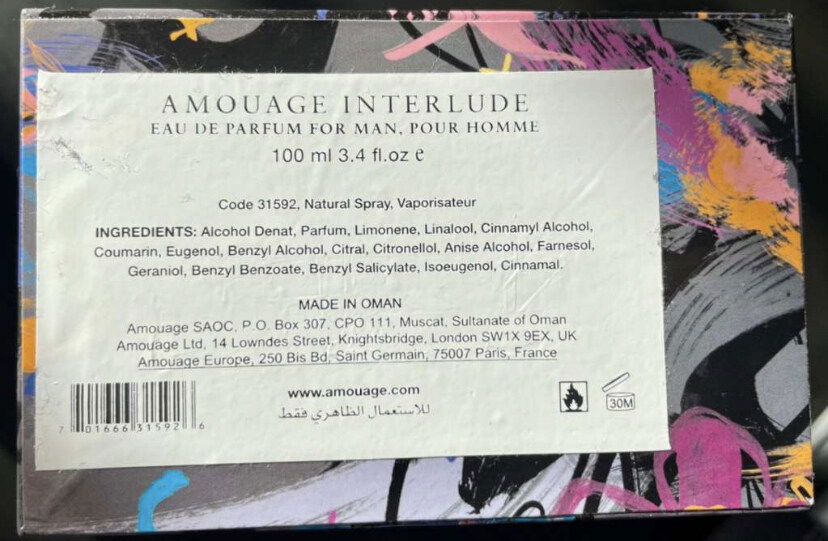 AMOUAGE INTERLUDE
EAU DE PARFUM FOR MAN, POUR HOMME
100 ml 3.4 fl.oz e
Code 31592, Natural Spray, Vaporisateur
INGREDIENTS: Alcohol Denat, Parfum, Limonene, Linalool, Cinnamyl Alcohol,
Coumarin, Eugenol, Benzyl Alcohol, Citral, Citronellol, Anise Alcohol, Farnesol,
Geraniol, Benzyl Benzoate, Benzyl Salicylate, Isoeugenol, Cinnamal.
MADE IN OMAN
Amouage SAOC, P.O. Box 307, CPO 111, Muscat, Sultanate of Oman
Amouage Ltd, 14 Lowndes Street, Knightsbridge, London SW1X 9EX, UK
Amouage Europe, 250 Bis Bd, Saint Germain, 75007 Paris, France
www.amouage.com
للاستعمال الظاهري فقط
30M
7 01666 31592 6